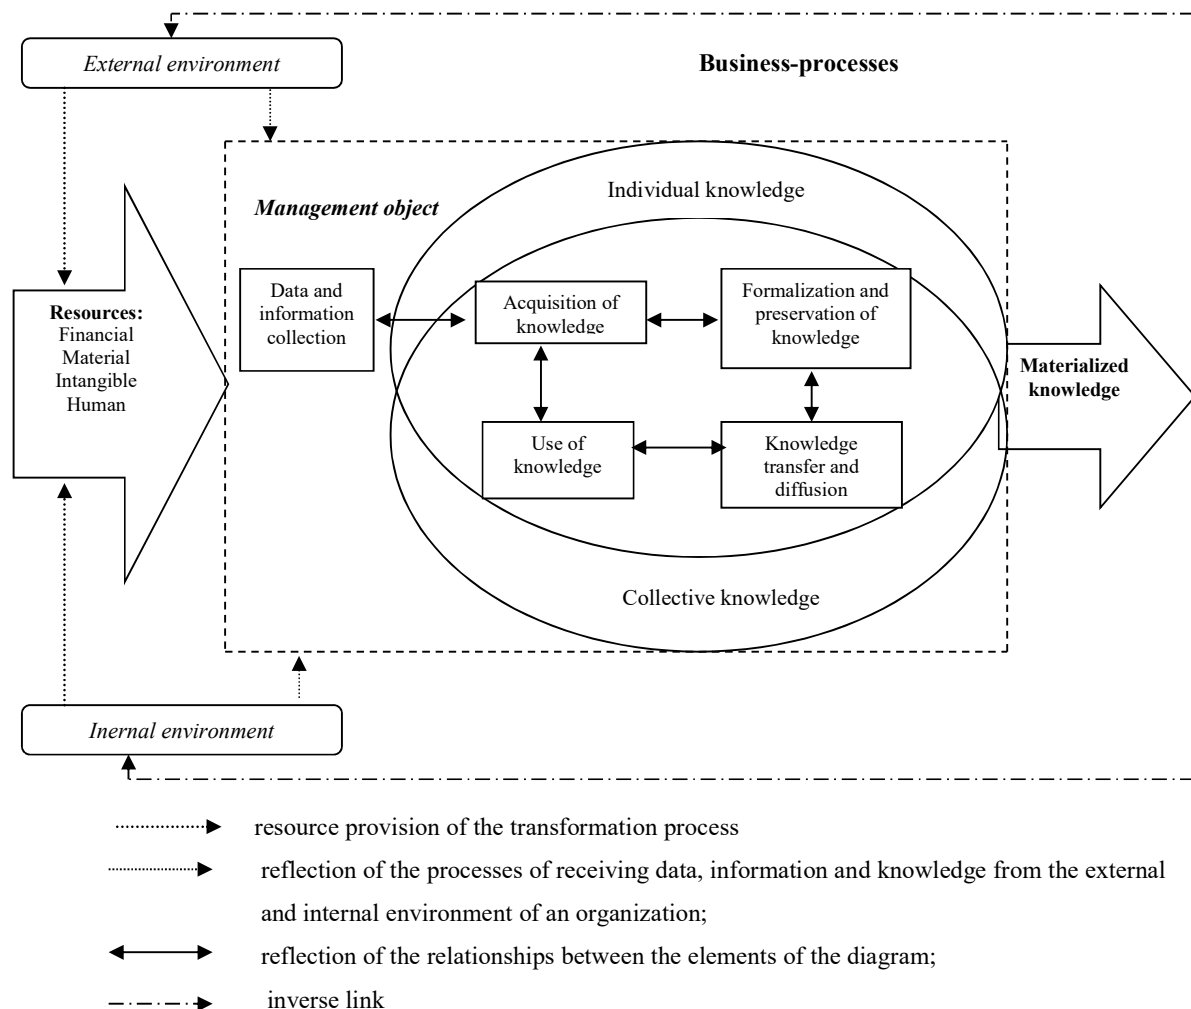 External environment
Business-processes
Individual knowledge
Management object
Data and
information
collection
Acquisition of
knowledge
Formalization and
preservation of
knowledge
Resources:
Financial
Material
Intangible
Human
Materialized
knowledge
Use of
knowledge
Knowledge
transfer and
diffusion
Collective knowledge
Inernal environment
resource provision of the transformation process
reflection of the processes of receiving data, information and knowledge from the external
and internal environment of an organization;
reflection of the relationships between the elements of the diagram;
inverse link